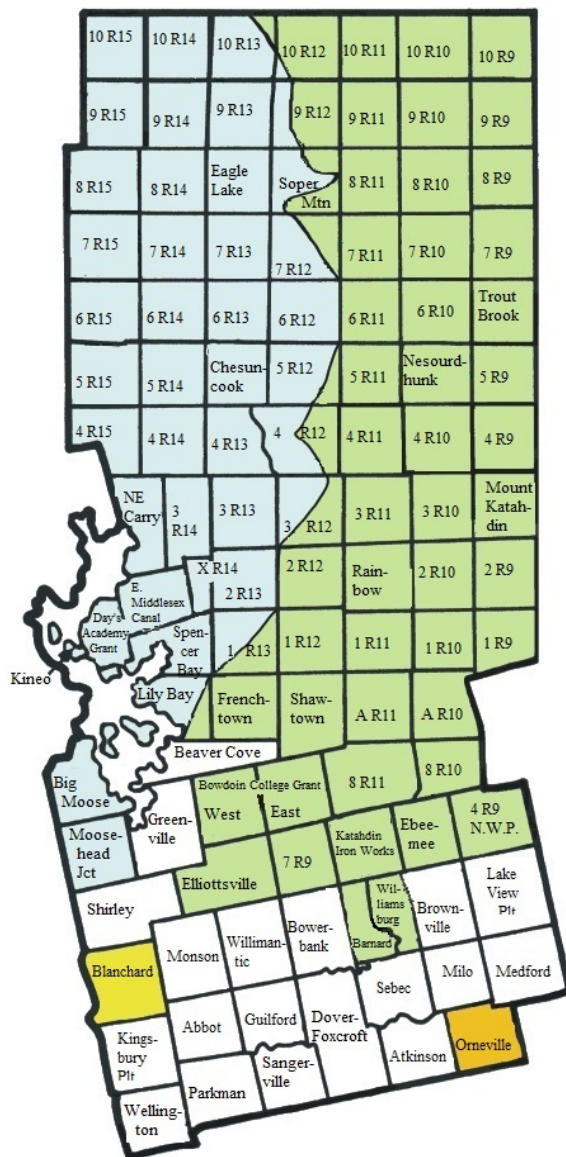 10 R15 10 R14 10 R13 10 R12 10 R11 10 R10 10 R9
9 R15 9 R14 9 R13 9 R12 9 R11 9 R10 9 R9
8 R15 8 R14 Eagle Lake Soper Mtn 8 R11 8 R10 8 R9
7 R15 7 R14 7 R13 7 R12 7 R11 7 R10 7 R9
6 R15 6 R14 6 R13 6 R12 6 R11 6 R10 Trout Brook
5 R15 5 R14 Chesun-cook 5 R12 5 R11 Nesourd-hunk 5 R9
4 R15 4 R14 4 R13 4 R12 4 R11 4 R10 4 R9
NE Carry 3 R14 3 R13 3 R12 3 R11 3 R10 Mount Katah-din
X R14 2 R13 2 R12 Rain-bow 2 R10 2 R9
E. Middlesex Canal
Day's Academy Grant
Spen-cer Bay
1 R13 1 R12 1 R11 1 R10 1 R9
Kineo
Lily Bay
French-town
Shaw-town
A R11 A R10
Beaver Cove
Big Moose
Green-ville
Bowdoin College Grant
West East
8 R11 8 R10
Moose-head Jct
Elliottsville
7 R9
Katahdin Iron Works
Ebee-mee
4 R9 N.W.P.
Shirley
Monson
Williman-tic
Bower-bank
Barnard
Wil-liams burg
Brown-ville
Lake View Plt
Blanchard
Abbot
Guilford
Dover-Foxcroft
Sebec
Milo
Medford
Kings-bury Plt
Parkman
Sanger-ville
Atkinson
Orneville
Welling-ton